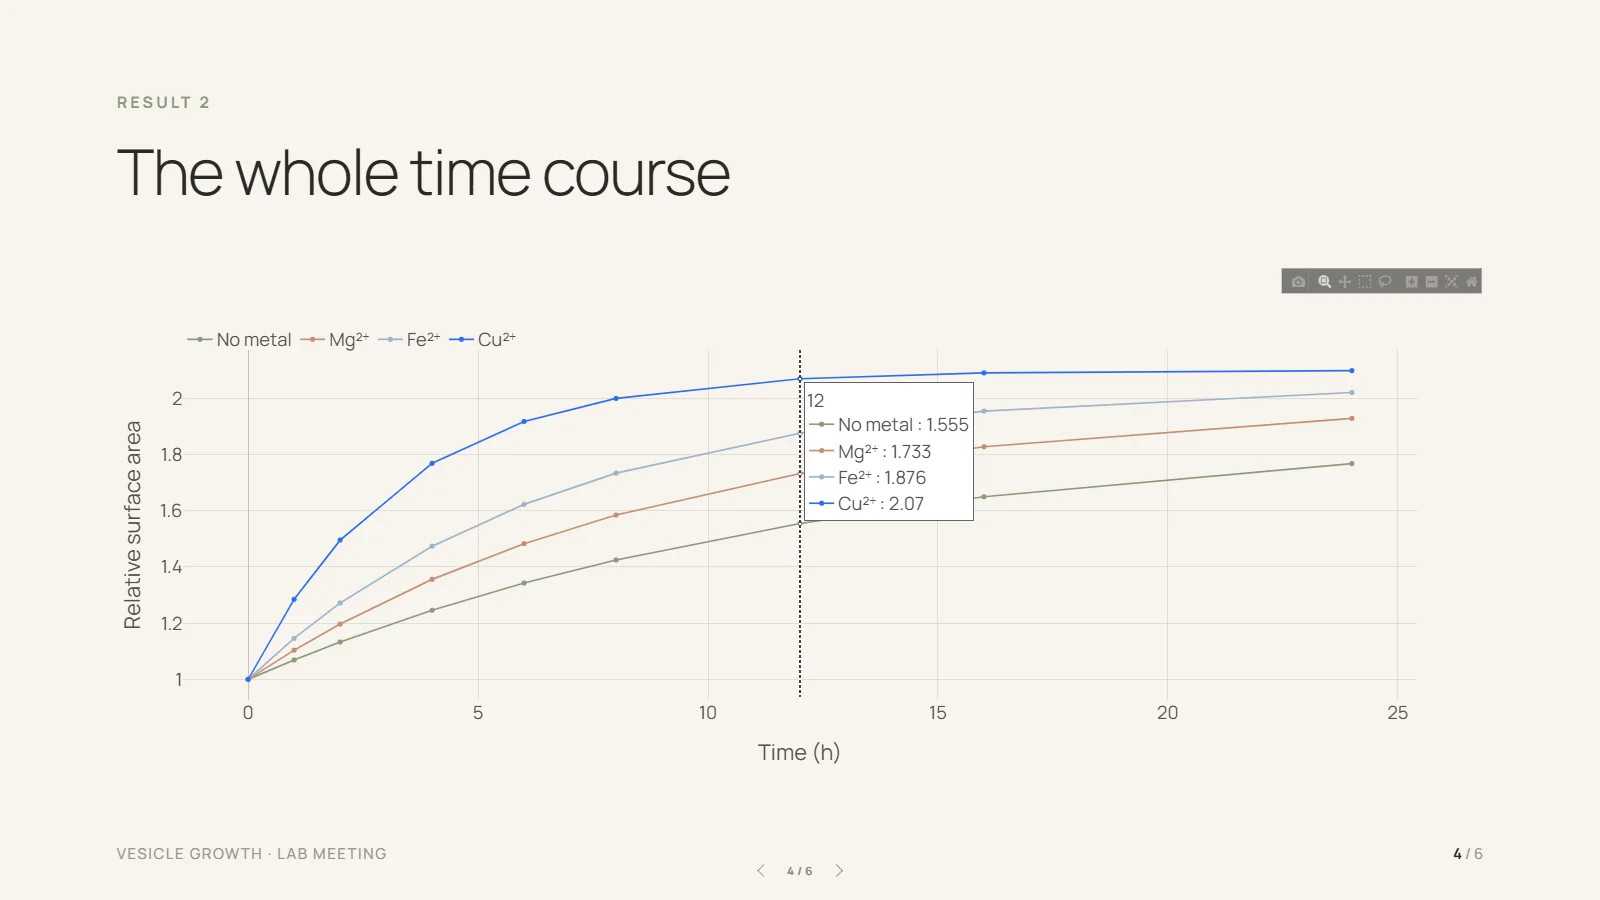 RESULT 2
The whole time course
No metal Mg²⁺ Fe²⁺ Cu²⁺
Relative surface area
2
1.8
1.6
1.4
1.2
1
12
No metal : 1.555
Mg²⁺ : 1.733
Fe²⁺ : 1.876
Cu²⁺ : 2.07
0 5 10 15 20 25
Time (h)
VESICLE GROWTH · LAB MEETING
4 / 6
4 / 6